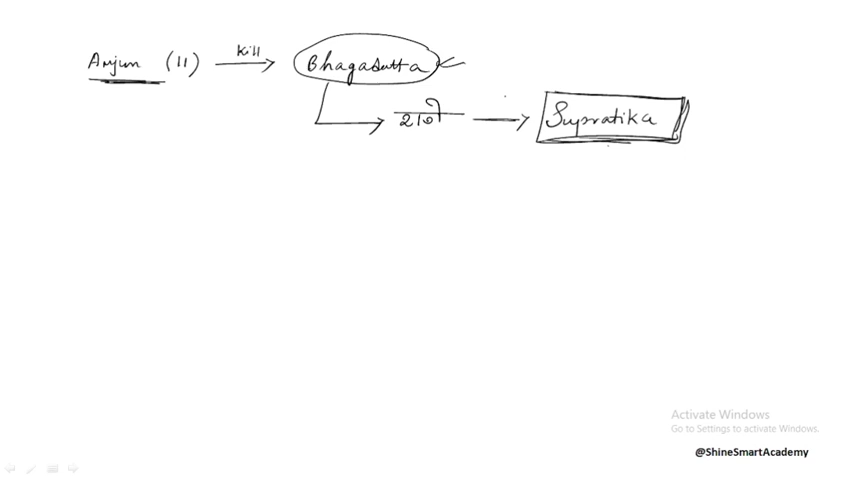 Arjun (11) kill Bhagadutta
হাতী Supratika
Activate Windows
Go to Settings to activate Windows.
@ShineSmartAcademy